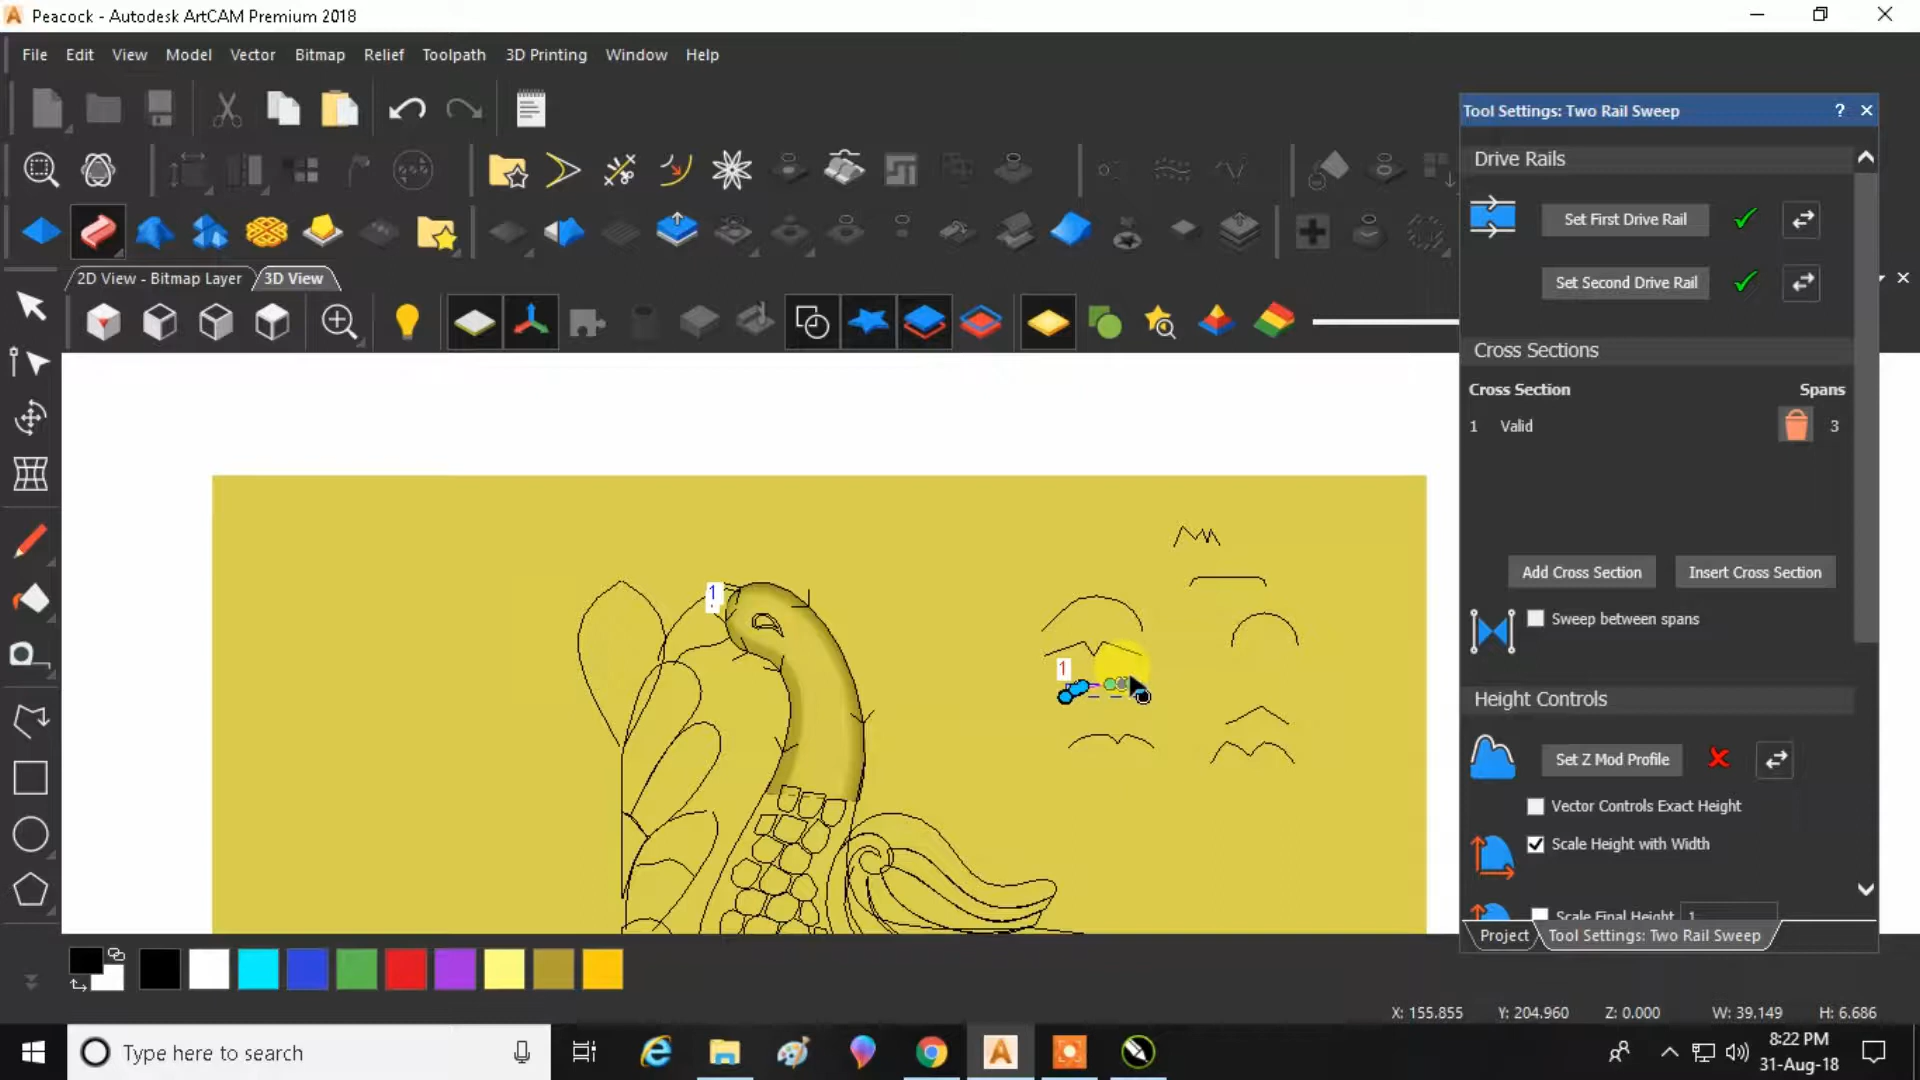 Peacock - Autodesk ArtCAM Premium 2018
File Edit View Model Vector Bitmap Relief Toolpath 3D Printing Window Help
Tool Settings: Two Rail Sweep ?
Drive Rails
Set First Drive Rail
2D View - Bitmap Layer 3D View
Set Second Drive Rail
Cross Sections
Cross Section Spans
1 Valid 3
Add Cross Section Insert Cross Section
1
Sweep between spans
1
Height Controls
Set Z Mod Profile
Vector Controls Exact Height
Scale Height with Width
Scale Final Height 1
Project Tool Settings: Two Rail Sweep
X: 155.855 Y: 204.960 Z: 0.000 W: 39.149 H: 6.686
Type here to search
8:22 PM
31-Aug-18